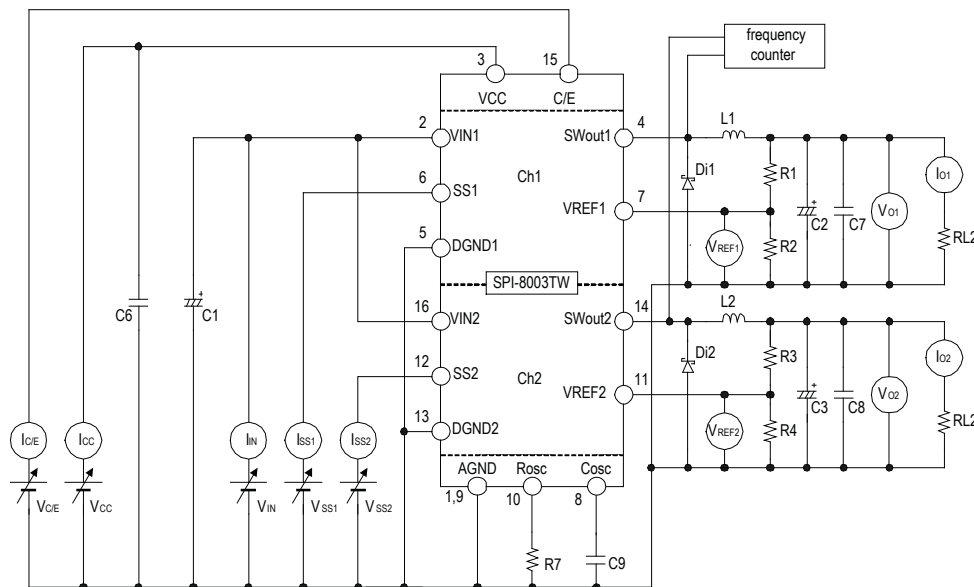 frequency
counter
3
15
VCC
C/E
2
VIN1
SWout1
4
L1
Ch1
Di1
R1
IO1
6
SS1
7
VREF1
VREF1
C2
C7
VO1
R2
RL2
5
DGND1
SPI-8003TW
C6
C1
16
VIN2
SWout2
14
L2
12
SS2
Ch2
Di2
R3
IO2
11
VREF2
VREF2
C3
C8
VO2
R4
RL2
13
DGND2
IC/E
ICC
IIN
ISS1
ISS2
AGND
Rosc
Cosc
1,9
10
8
VC/E
VCC
VIN
VSS1
VSS2
R7
C9